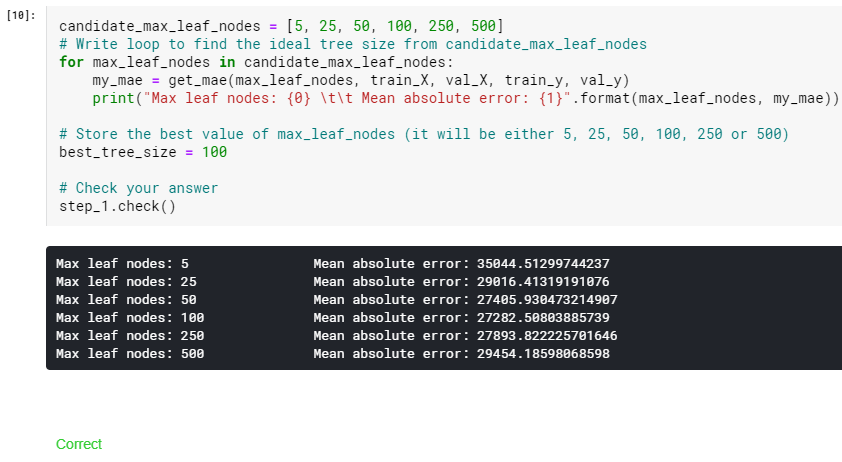 [10]:
candidate_max_leaf_nodes = [5, 25, 50, 100, 250, 500]
# Write loop to find the ideal tree size from candidate_max_leaf_nodes
for max_leaf_nodes in candidate_max_leaf_nodes:
    my_mae = get_mae(max_leaf_nodes, train_X, val_X, train_y, val_y)
    print("Max leaf nodes: {0} \t\t Mean absolute error: {1}".format(max_leaf_nodes, my_mae))
# Store the best value of max_leaf_nodes (it will be either 5, 25, 50, 100, 250 or 500)
best_tree_size = 100
# Check your answer
step_1.check()
Max leaf nodes: 5 Mean absolute error: 35044.51299744237
Max leaf nodes: 25 Mean absolute error: 29016.41319191076
Max leaf nodes: 50 Mean absolute error: 27405.930473214907
Max leaf nodes: 100 Mean absolute error: 27282.50803885739
Max leaf nodes: 250 Mean absolute error: 27893.822225701646
Max leaf nodes: 500 Mean absolute error: 29454.18598068598
Correct